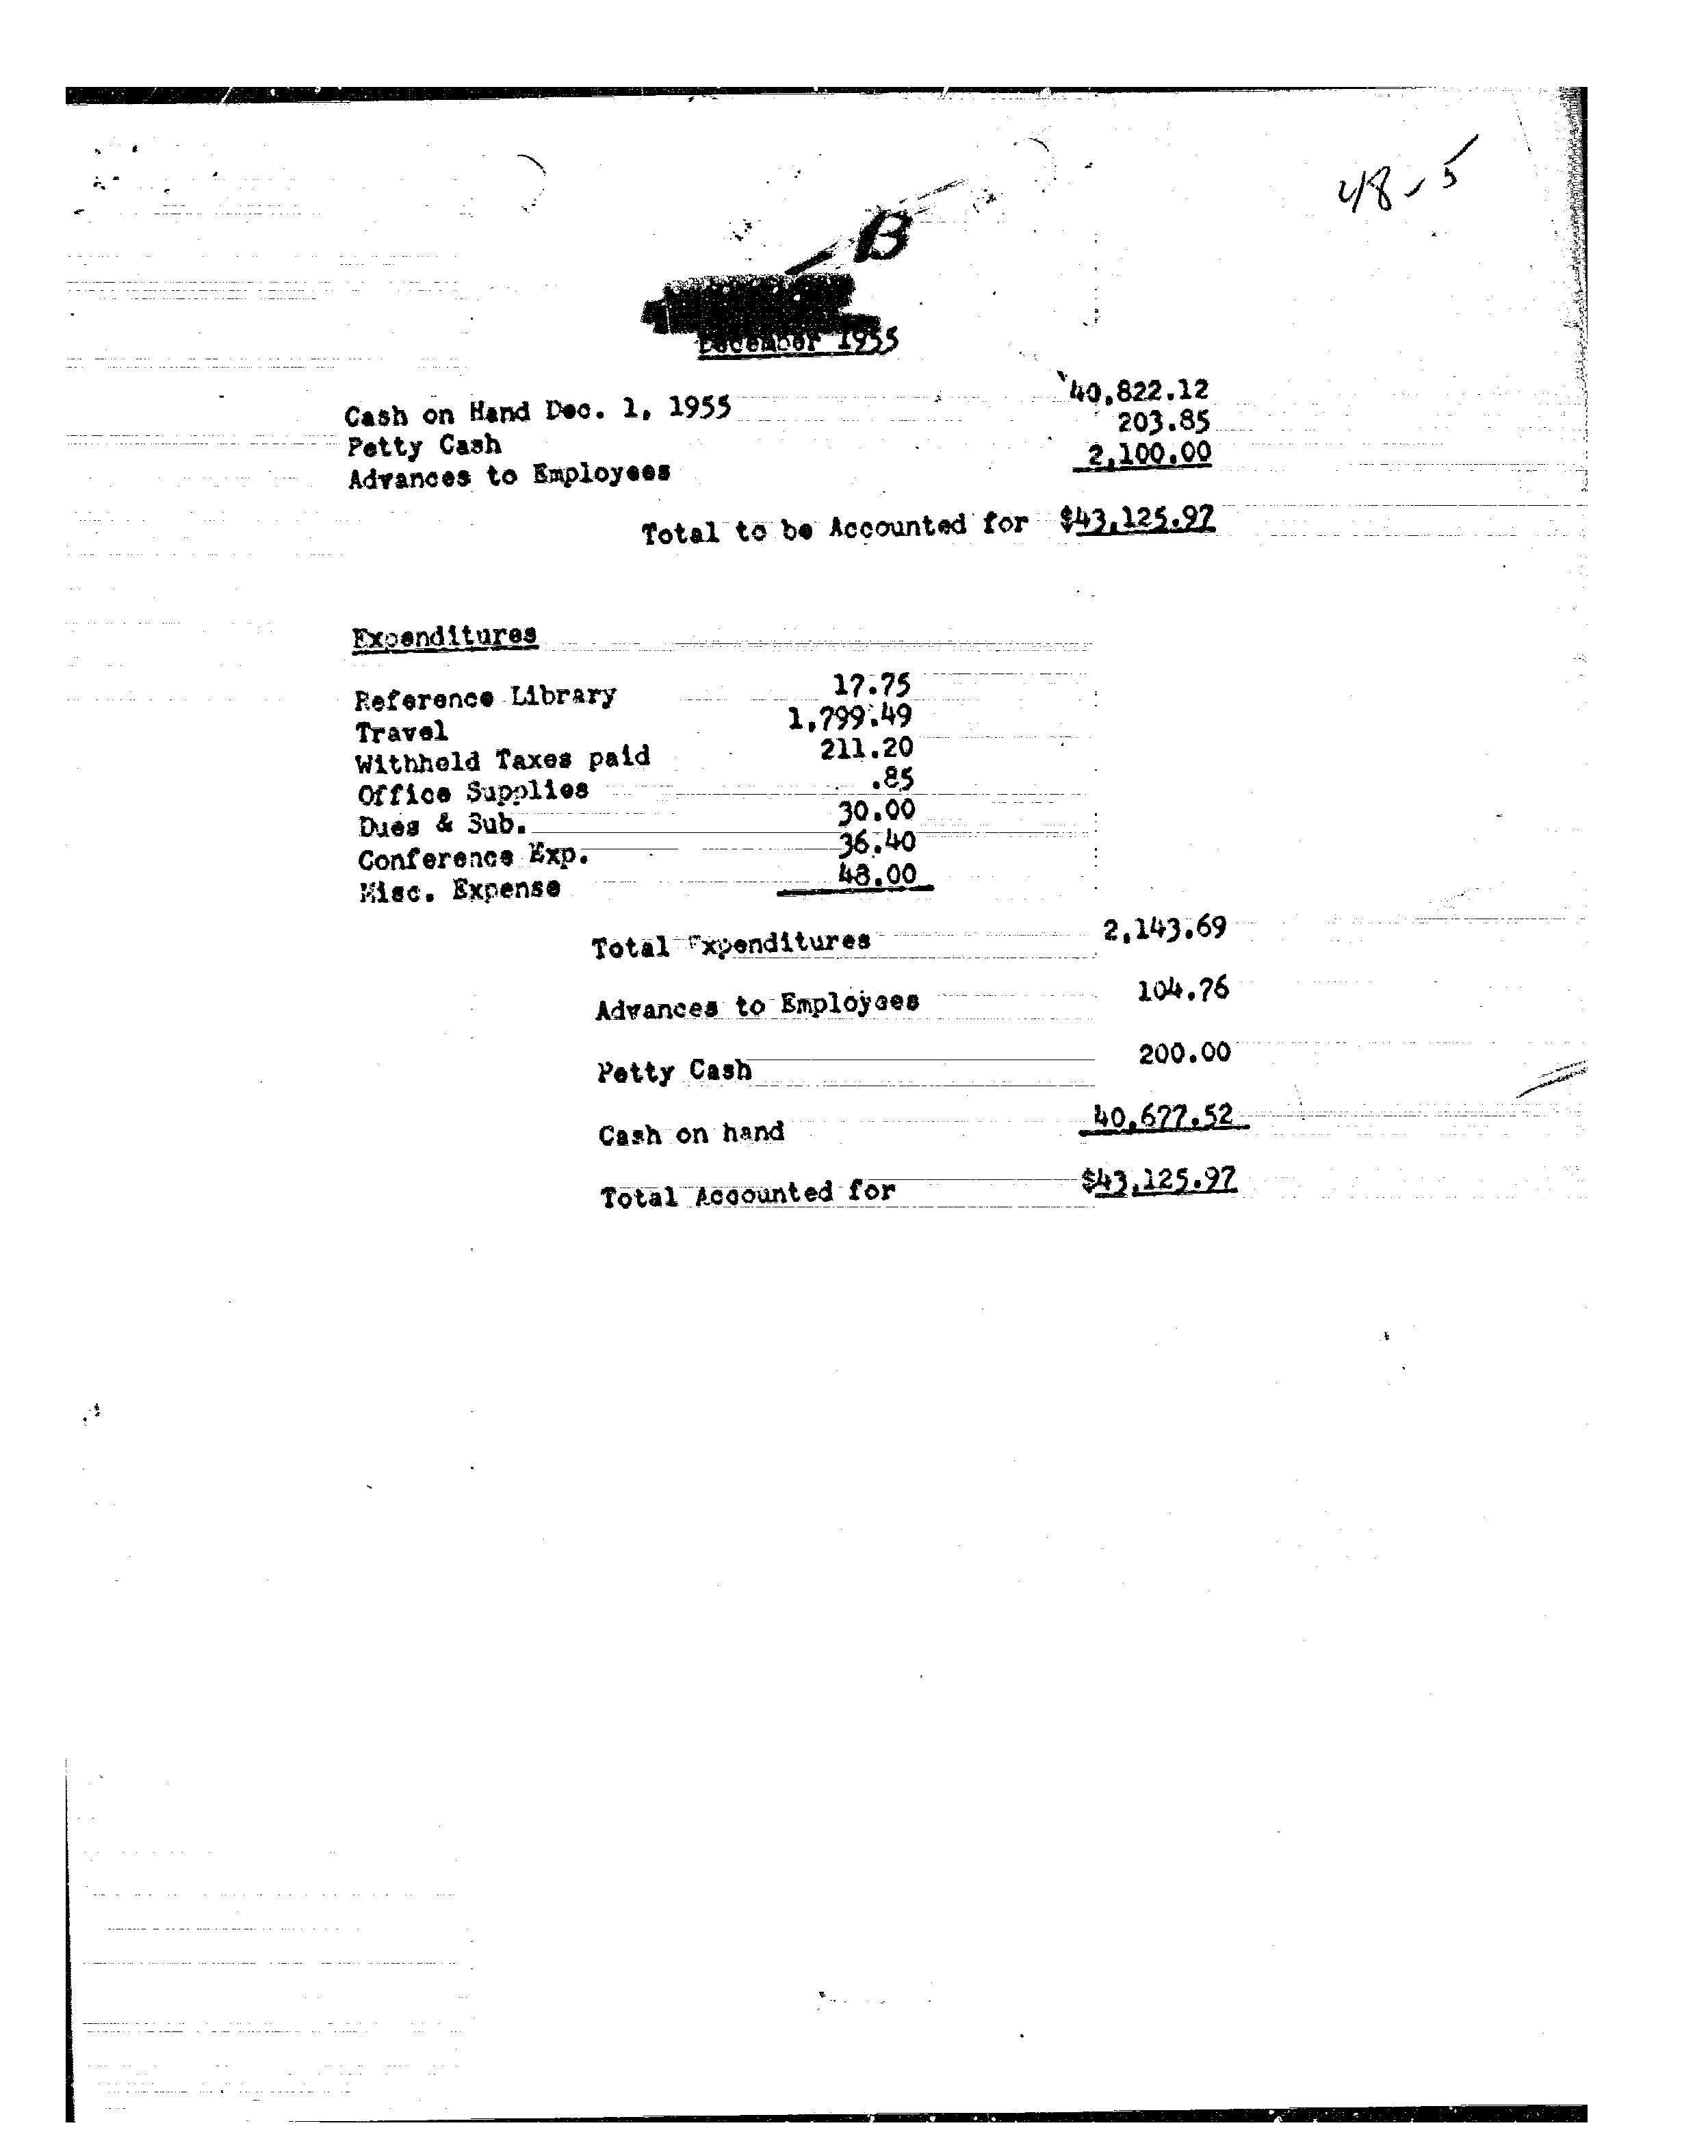 48-5
B
December 1955
Cash on Hand Dec. 1, 1955 40,822.12
Petty Cash 203.85
Advances to Employees 2,100.00
Total to be Accounted for $43,125.97
Expenditures
Reference Library 17.75
Travel 1,799.49
Withheld Taxes paid 211.20
Office Supplies .85
Dues & Sub. 30.00
Conference Exp. 36.40
Misc. Expense 48.00
Total Expenditures 2,143.69
Advances to Employees 104.76
Petty Cash 200.00
Cash on hand 40,677.52
Total Accounted for $43,125.97